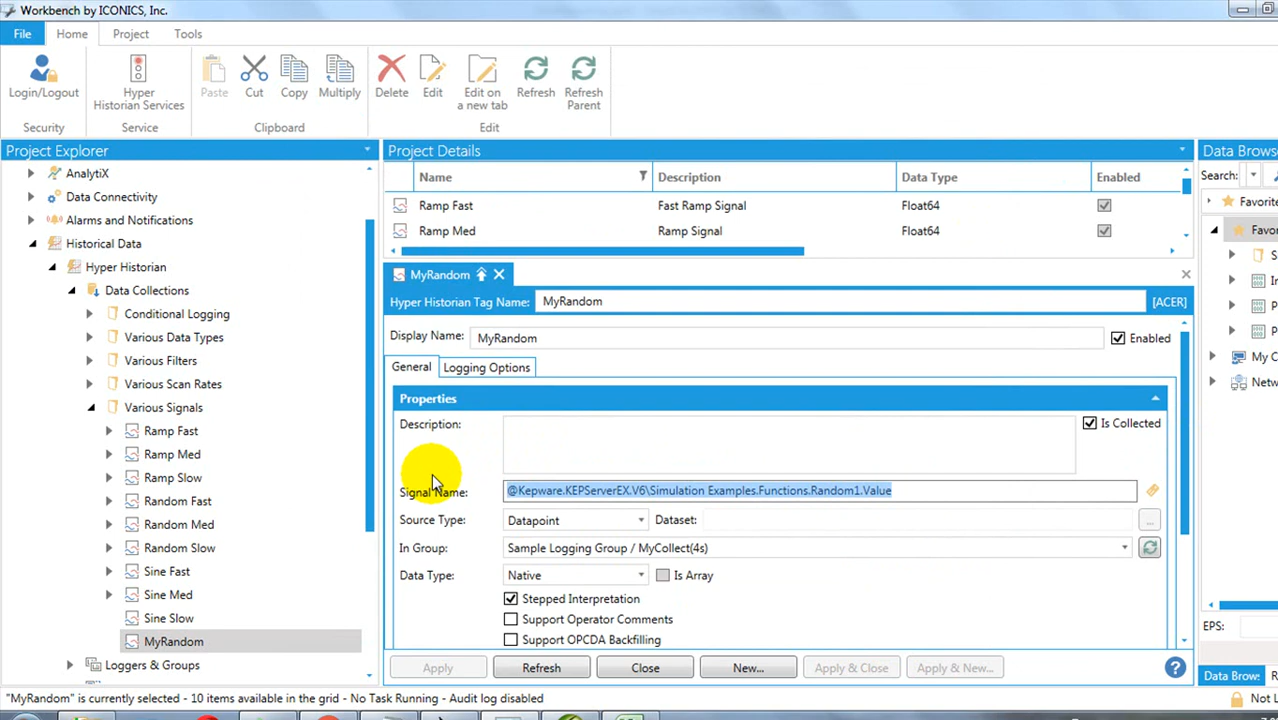 Workbench by ICONICS, Inc.
File Home Project Tools
Login/Logout Hyper Historian Services Paste Cut Copy Multiply Delete Edit Edit on a new tab Refresh Refresh Parent
Security Service Clipboard Edit
Project Explorer
AnalytiX
Data Connectivity
Alarms and Notifications
Historical Data
Hyper Historian
Data Collections
Conditional Logging
Various Data Types
Various Filters
Various Scan Rates
Various Signals
Ramp Fast
Ramp Med
Ramp Slow
Random Fast
Random Med
Random Slow
Sine Fast
Sine Med
Sine Slow
MyRandom
Loggers & Groups
Project Details
Name Description Data Type Enabled
Ramp Fast Fast Ramp Signal Float64
Ramp Med Ramp Signal Float64
MyRandom
Hyper Historian Tag Name: MyRandom [ACER]
Display Name: MyRandom Enabled
General Logging Options
Properties
Description: Is Collected
Signal Name: @Kepware.KEPServerEX.V6\Simulation Examples.Functions.Random1.Value
Source Type: Datapoint Dataset: ...
In Group: Sample Logging Group / MyCollect(4s)
Data Type: Native Is Array
Stepped Interpretation
Support Operator Comments
Support OPCDA Backfilling
Apply Refresh Close New... Apply & Close Apply & New... ?
Data Brows
Search:
Favorite
Favor
S
In
P
P
My C
Netw
EPS:
Data Brow:
"MyRandom" is currently selected - 10 items available in the grid - No Task Running - Audit log disabled
Not L